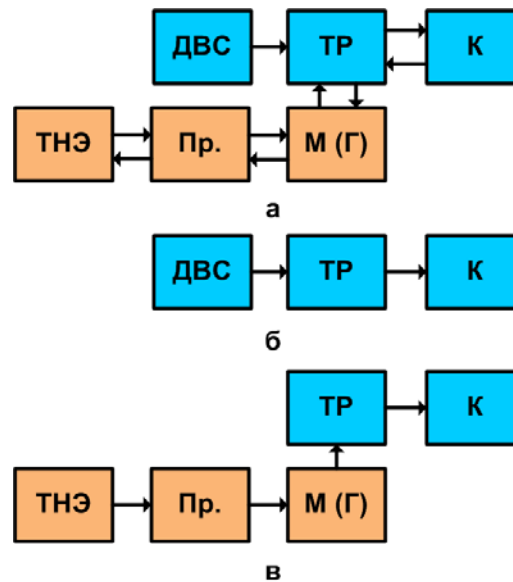 ДВС ТР К
ТНЭ Пр. М (Г)
а
ДВС ТР К
б
ТР К
ТНЭ Пр. М (Г)
в